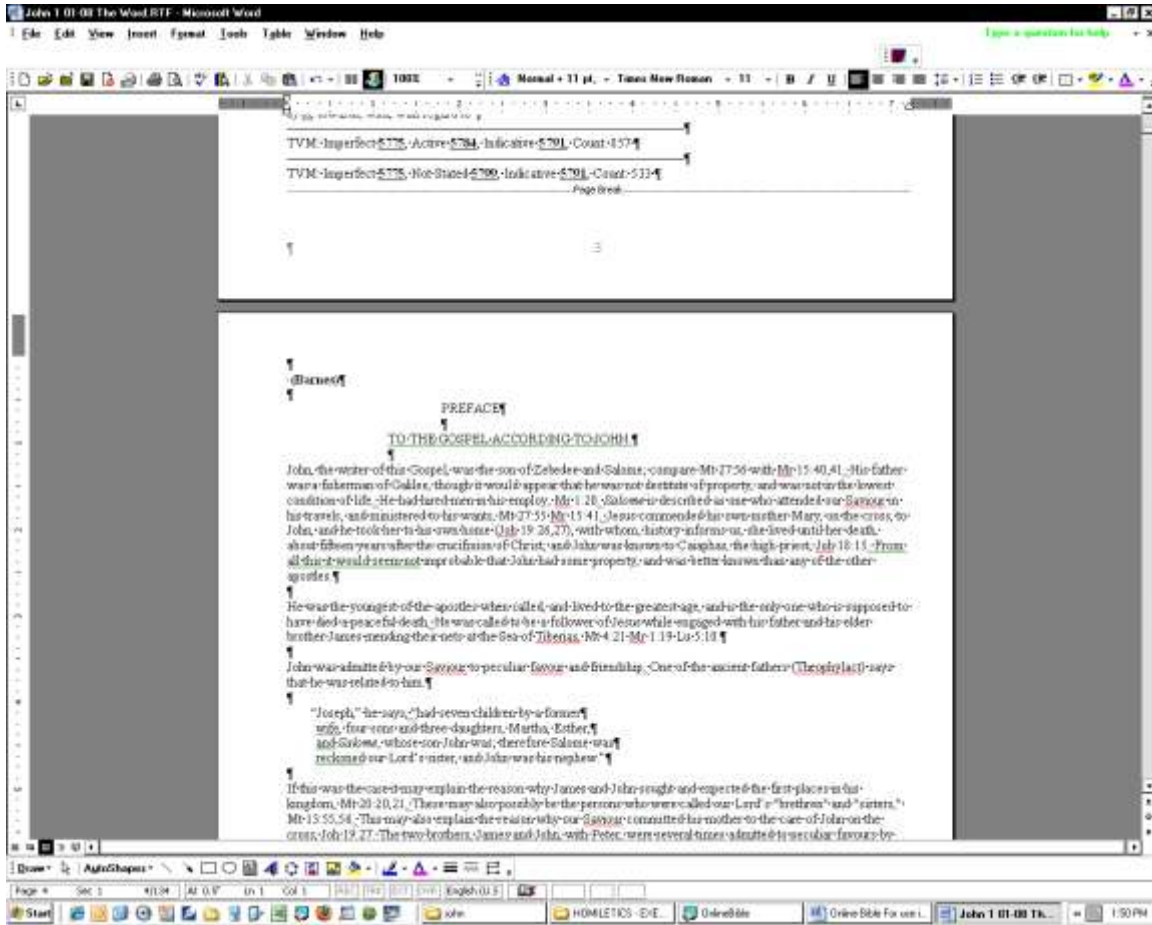 John 1 01-08 The Word.RTF - Microsoft Word
File Edit View Insert Format Tools Table Window Help
Type a question for help
100%
Normal + 11 pt, Times New Roman 11 B I U
TVM: Imperfect 5775, Active 5784, Indicative 5791, Count 857
TVM: Imperfect 5775, Not Stated 5799, Indicative 5791, Count 533
Page Break
3
(Barnes)
PREFACE
TO THE GOSPEL ACCORDING TO JOHN
John, the writer of this Gospel, was the son of Zebedee and Salome; compare Mt 27:56 with Mr 15:40,41. His father
was a fisherman of Galilee, though it would appear that he was not destitute of property, and was not in the lowest
condition of life. He had hired men in his employ, Mr 1:20. Salome is described as one who attended our Saviour in
his travels, and ministered to his wants, Mt 27:55 Mr 15:41. Jesus commended his own mother Mary, on the cross, to
John, and he took her to his own home (Joh 19:26,27), with whom, history informs us, she lived until her death,
about fifteen years after the crucifixion of Christ; and John was known to Caiaphas, the high-priest, Joh 18:15. From
all this it would seem not improbable that John had some property, and was better known than any of the other
apostles.
He was the youngest of the apostles when called, and lived to the greatest age, and is the only one who is supposed to
have died a peaceful death. He was called to be a follower of Jesus while engaged with his father and his elder
brother James mending their nets at the Sea of Tiberias, Mt 4:21 Mr 1:19 Lu 5:10
John was admitted by our Saviour to peculiar favour and friendship. One of the ancient fathers (Theophylact) says
that he was related to him.
"Joseph," he says, "had seven children by a former
wife, four sons and three daughters, Martha, Esther,
and Salome, whose son John was; therefore Salome was
reckoned our Lord's sister, and John was his nephew."
If this was the case it may explain the reason why James and John sought and expected the first places in his
kingdom, Mt 20:20,21. These may also possibly be the persons who were called our Lord's "brethren" and "sisters,"
Mt 13:55,56. This may also explain the reason why our Saviour committed his mother to the care of John on the
cross, Joh 19:27. The two brothers, James and John, with Peter, were several times admitted to peculiar favours by
Draw AutoShapes
Page 4 Sec 1 4/134 At 0.9" Ln 1 Col 1 English (U.S.
Start john HOMILETICS - EXE... OnlineBible Online Bible For use i... John 1 01-08 Th... 1:50 PM